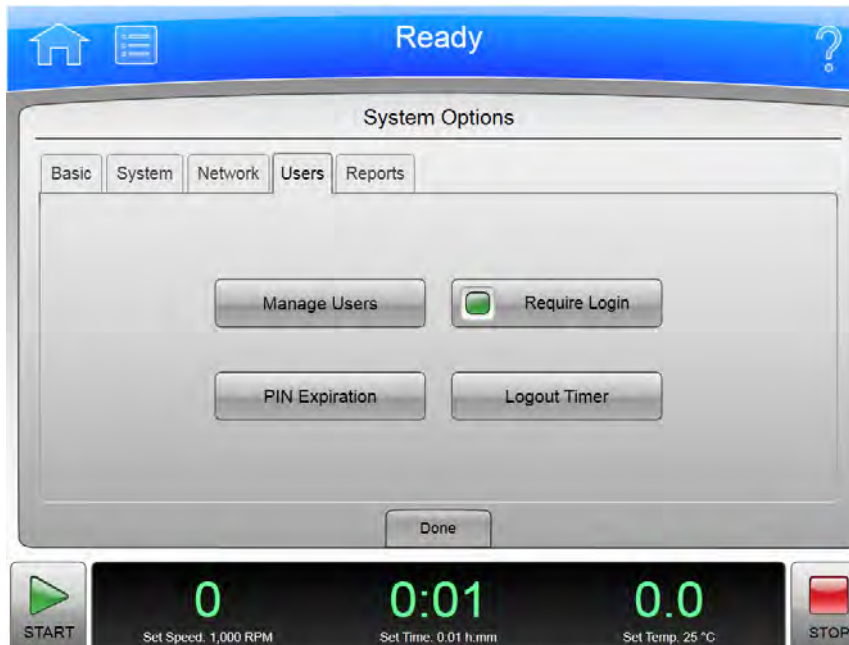 Ready
System Options
Basic System Network Users Reports
Manage Users Require Login
PIN Expiration Logout Timer
Done
0 0:01 0.0
START Set Speed. 1,000 RPM Set Time. 0.01 h:mm Set Temp. 25 °C STOP